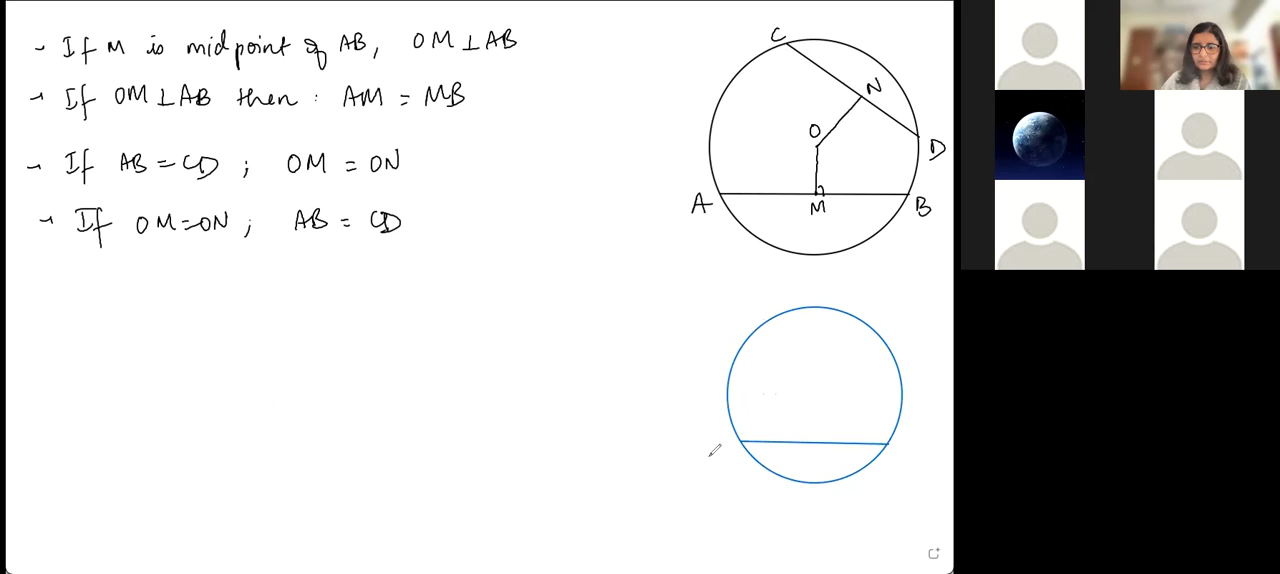 - If M is midpoint of AB, OM ⊥ AB
- If OM ⊥ AB then : AM = MB
- If AB = CD ; OM = ON
- If OM = ON ; AB = CD
C
N
O
D
A
M
B